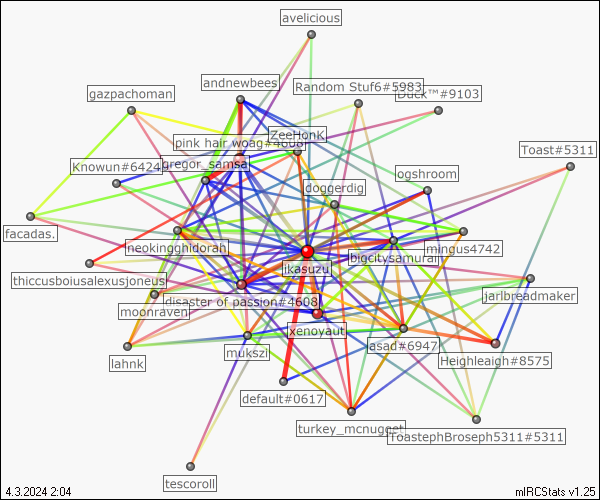 avelicious
andnewbees
Random Stuf6#5983
gazpachoman
Duck™#9103
pink hair woag#4608
ZeeHonk
Toast#5311
Knowun#6424
gregor_samsa
ogshroom
doggerdig
facadas.
neokingghidorah
mingus4742
bigcitysamurai
ikasuzu
thiccusboiusalexusjoneus
jarlbreadmaker
disaster of passion#4608
moonraven
xenoyaut
asad#6947
mukszi
Heighleigh#8575
lahnk
default#0617
turkey_mcnugget
ToastephBroseph5311#5311
tescoroll
4.3.2024 2:04
mIRCStats v1.25